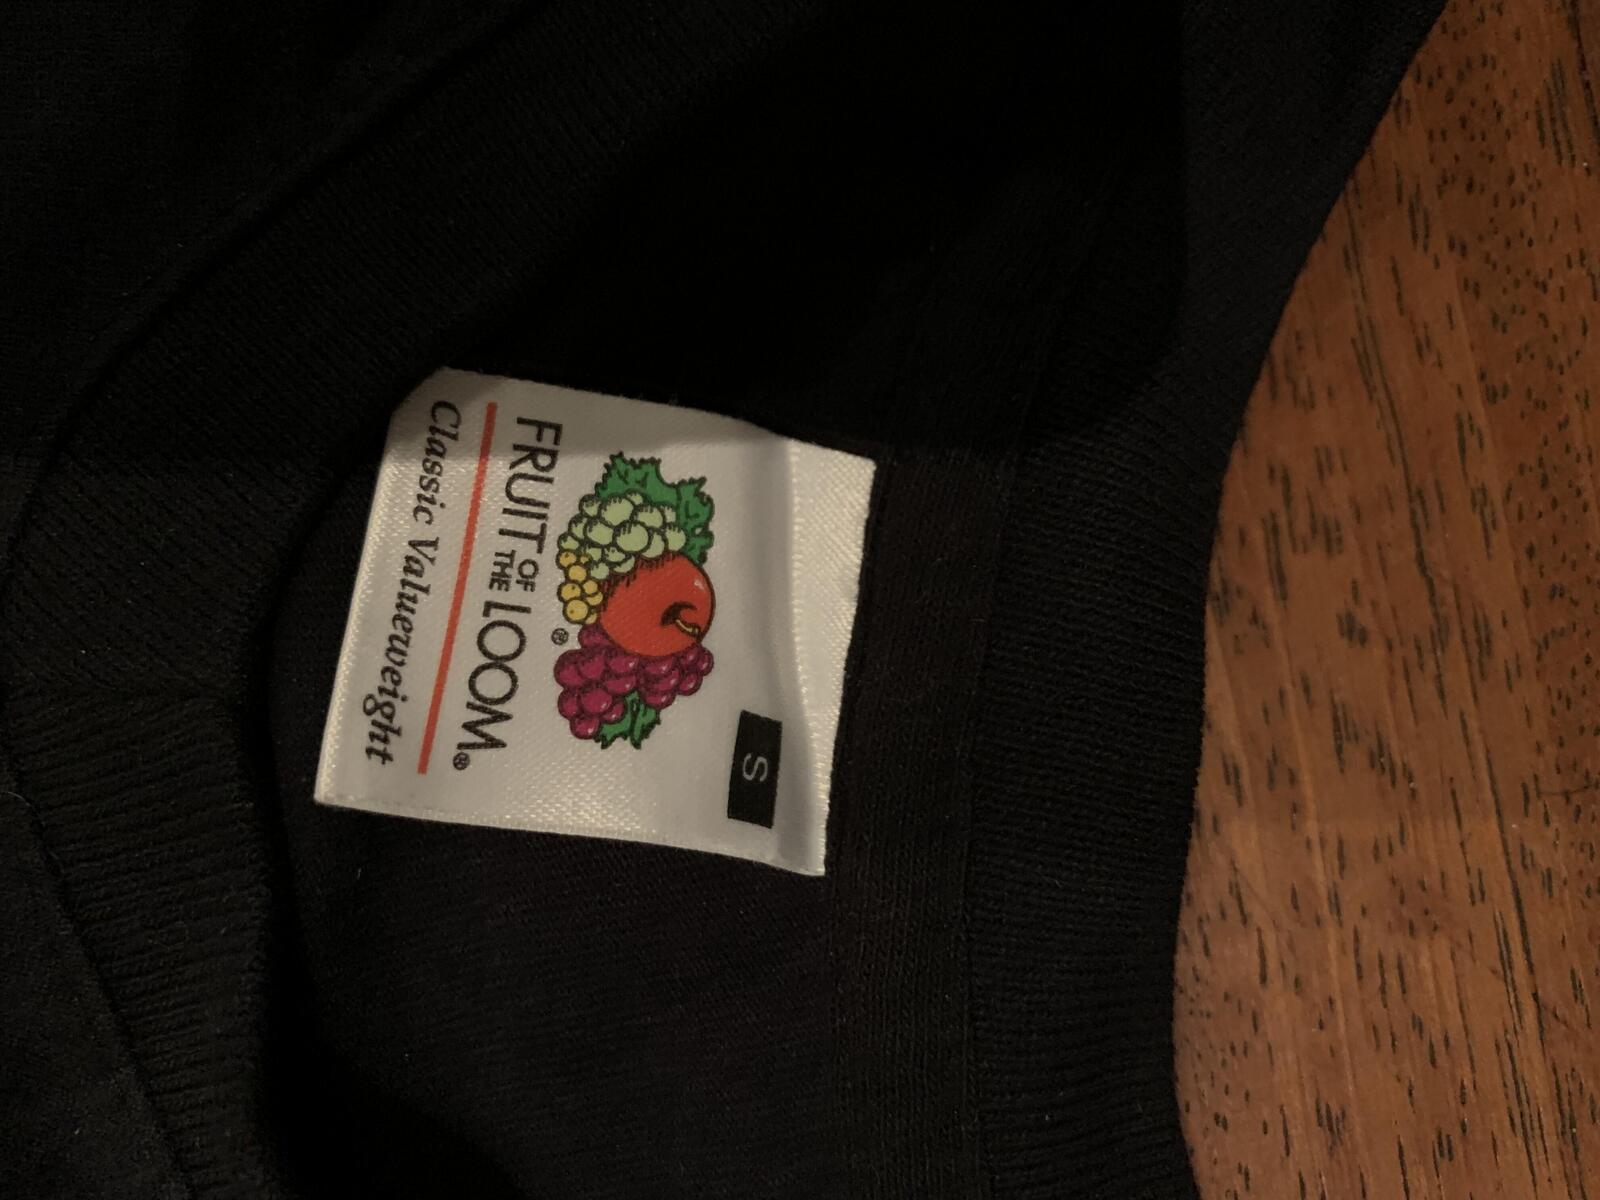 S
®
FRUIT OF THE LOOM®
Classic Valueweight